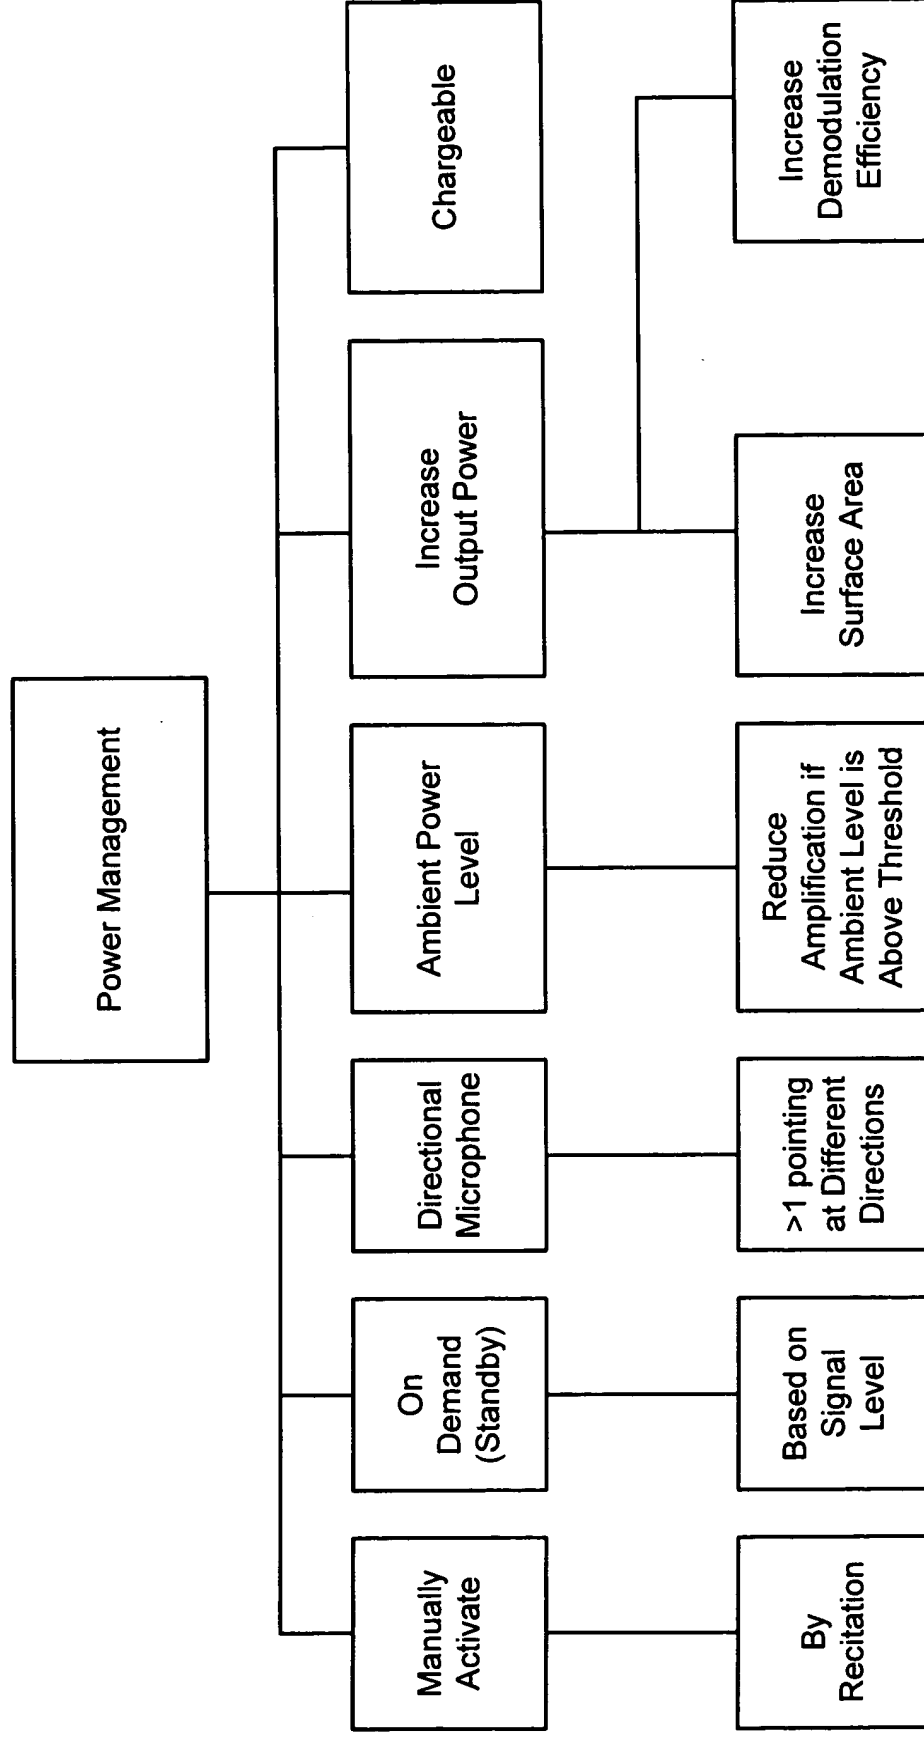 Power Management
Manually
Activate
On
Demand
(Standby)
Directional
Microphone
Ambient Power
Level
Increase
Output Power
Chargeable
By
Recitation
Based on
Signal
Level
>1 pointing
at Different
Directions
Reduce
Amplification if
Ambient Level is
Above Threshold
Increase
Surface Area
Increase
Demodulation
Efficiency